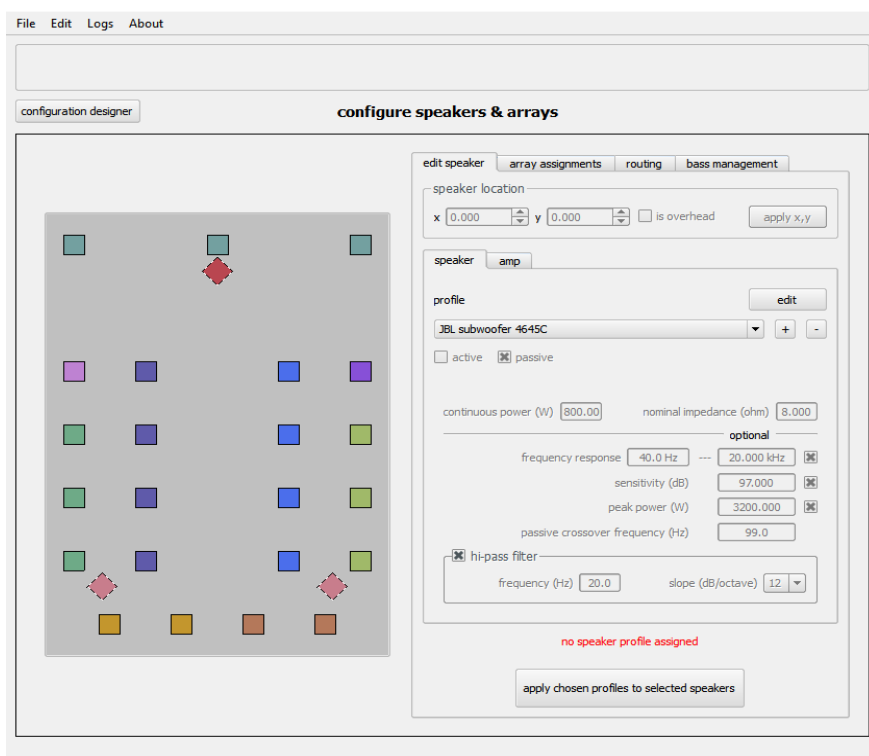 File Edit Logs About
configuration designer
configure speakers & arrays
edit speaker array assignments routing bass management
speaker location
x 0.000 y 0.000 is overhead apply x,y
speaker amp
profile edit
JBL subwoofer 4645C + -
active passive
continuous power (W) 800.00 nominal impedance (ohm) 8.000
optional
frequency response 40.0 Hz --- 20.000 kHz
sensitivity (dB) 97.000
peak power (W) 3200.000
passive crossover frequency (Hz) 99.0
hi-pass filter
frequency (Hz) 20.0 slope (dB/octave) 12
no speaker profile assigned
apply chosen profiles to selected speakers